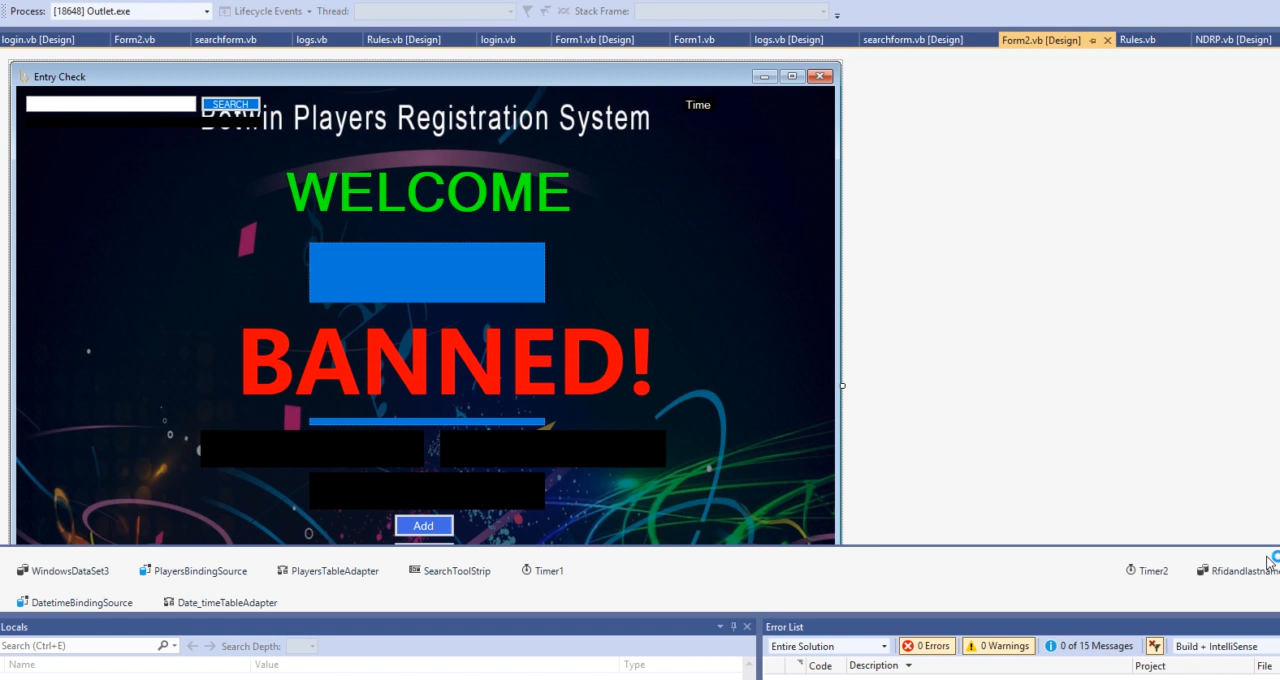 Process: [18648] Outlet.exe Lifecycle Events Thread: Stack Frame:
login.vb [Design] Form2.vb searchform.vb logs.vb Rules.vb [Design] login.vb Form1.vb [Design] Form1.vb logs.vb [Design] searchform.vb [Design] Form2.vb [Design] Rules.vb NDRP.vb [Design]
Entry Check
SEARCH
Players Registration System
Time
WELCOME
BANNED!
Add
WindowsDataSet3 PlayersBindingSource PlayersTableAdapter SearchToolStrip Timer1 Timer2 Rfidandlastname
DatetimeBindingSource Date_timeTableAdapter
Locals
Search (Ctrl+E) Search Depth:
Name Value Type
Error List
Entire Solution 0 Errors 0 Warnings 0 of 15 Messages Build + IntelliSense
Code Description Project File